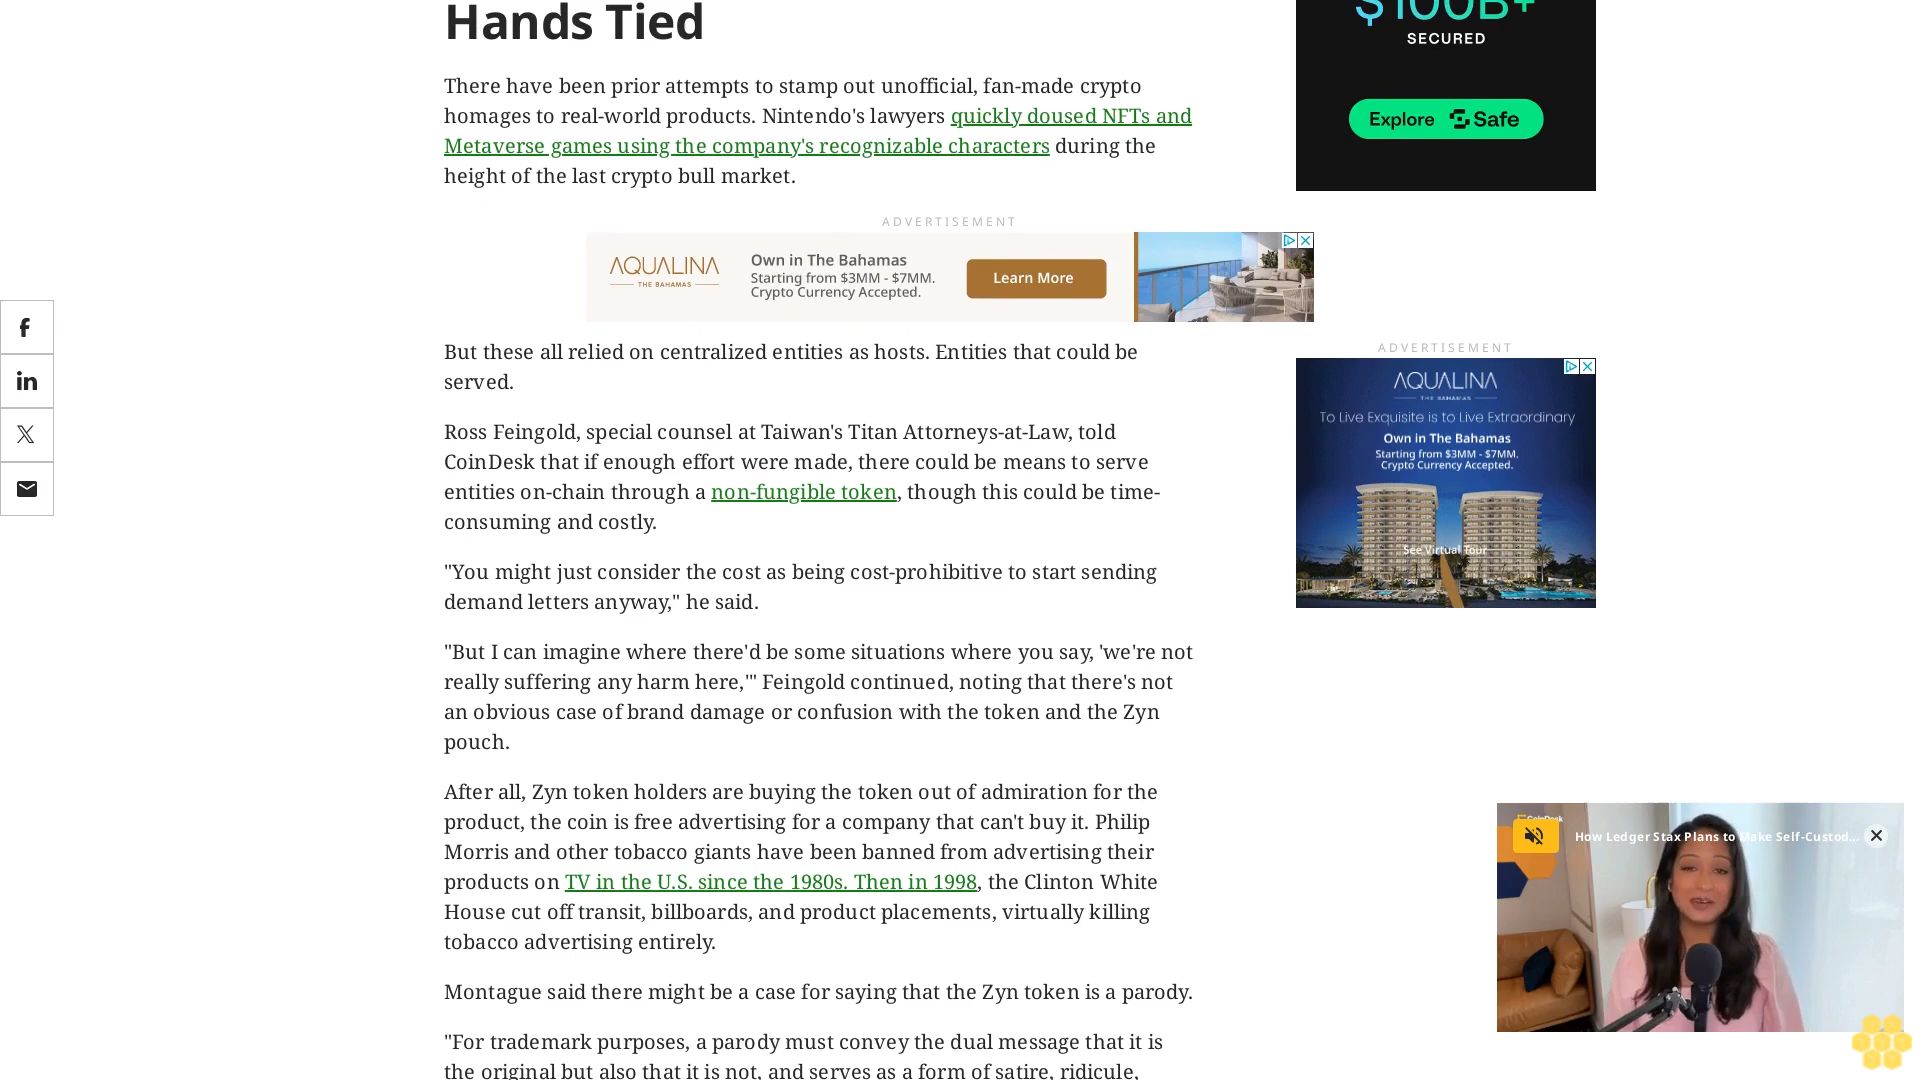 Hands Tied
There have been prior attempts to stamp out unofficial, fan-made crypto
homages to real-world products. Nintendo's lawyers quickly doused NFTs and
Metaverse games using the company's recognizable characters during the
height of the last crypto bull market.
ADVERTISEMENT
AQUALINA
THE BAHAMAS
Own in The Bahamas
Starting from $3MM - $7MM.
Crypto Currency Accepted.
Learn More
But these all relied on centralized entities as hosts. Entities that could be
served.
Ross Feingold, special counsel at Taiwan's Titan Attorneys-at-Law, told
CoinDesk that if enough effort were made, there could be means to serve
entities on-chain through a non-fungible token, though this could be time-
consuming and costly.
"You might just consider the cost as being cost-prohibitive to start sending
demand letters anyway," he said.
"But I can imagine where there'd be some situations where you say, 'we're not
really suffering any harm here,'" Feingold continued, noting that there's not
an obvious case of brand damage or confusion with the token and the Zyn
pouch.
After all, Zyn token holders are buying the token out of admiration for the
product, the coin is free advertising for a company that can't buy it. Philip
Morris and other tobacco giants have been banned from advertising their
products on TV in the U.S. since the 1980s. Then in 1998, the Clinton White
House cut off transit, billboards, and product placements, virtually killing
tobacco advertising entirely.
Montague said there might be a case for saying that the Zyn token is a parody.
"For trademark purposes, a parody must convey the dual message that it is
the original but also that it is not, and serves as a form of satire, ridicule,
$100B+
SECURED
Explore Safe
ADVERTISEMENT
AQUALINA
THE BAHAMAS
To Live Exquisite is to Live Extraordinary
Own in The Bahamas
Starting from $3MM - $7MM.
Crypto Currency Accepted.
See Virtual Tour
CoinDesk
How Ledger Stax Plans to Make Self-Custod...